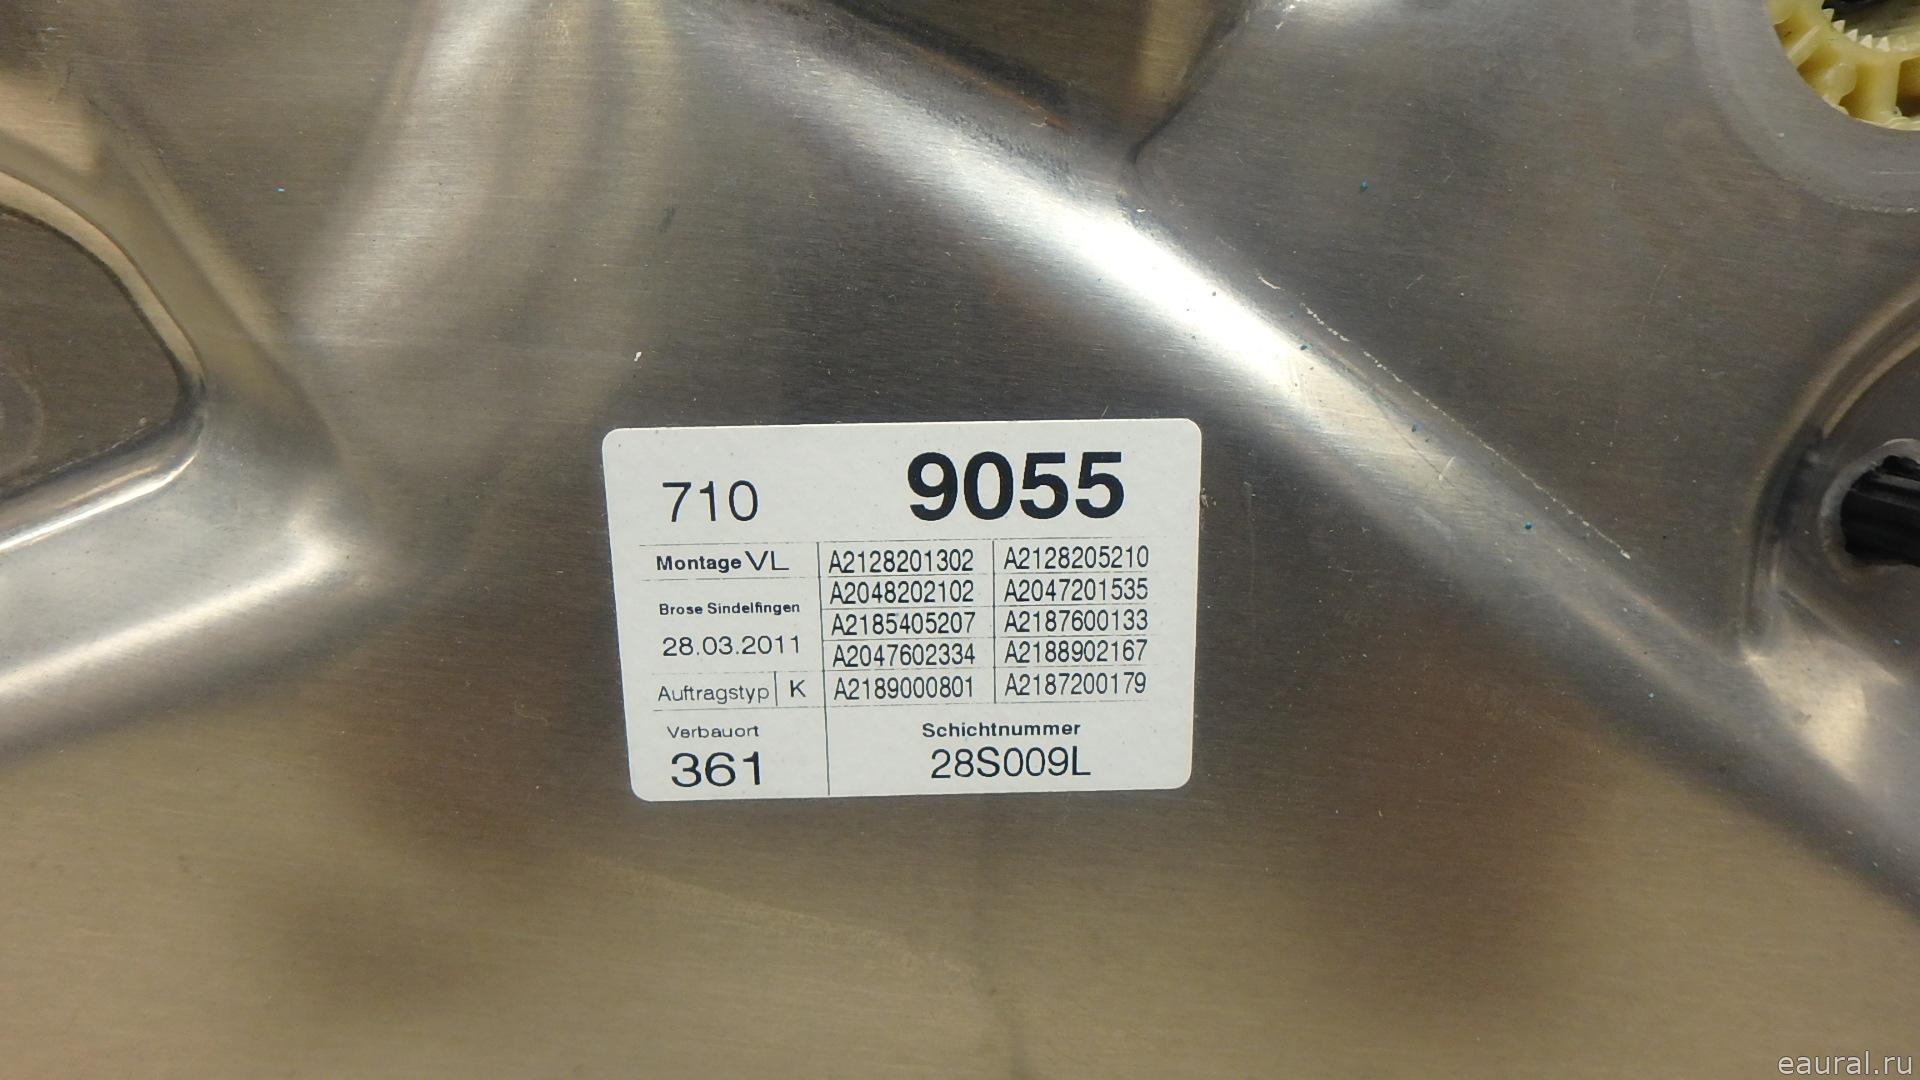 710 9055
Montage VL A2128201302 A2128205210
A2048202102 A2047201535
Brose Sindelfingen A2185405207 A2187600133
28.03.2011 A2047602334 A2188902167
Auftragstyp K A2189000801 A2187200179
Verbauort Schichtnummer
361 28S009L
eaural.ru